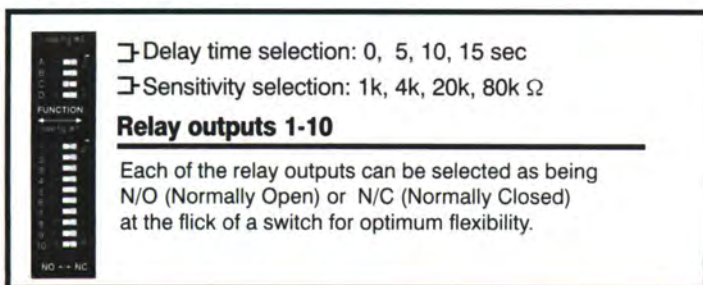 A
B
C
D
FUNCTION
Delay time selection: 0, 5, 10, 15 sec
Sensitivity selection: 1k, 4k, 20k, 80k Ω
Relay outputs 1-10
Each of the relay outputs can be selected as being
N/O (Normally Open) or N/C (Normally Closed)
at the flick of a switch for optimum flexibility.
10
NO ↔ NC